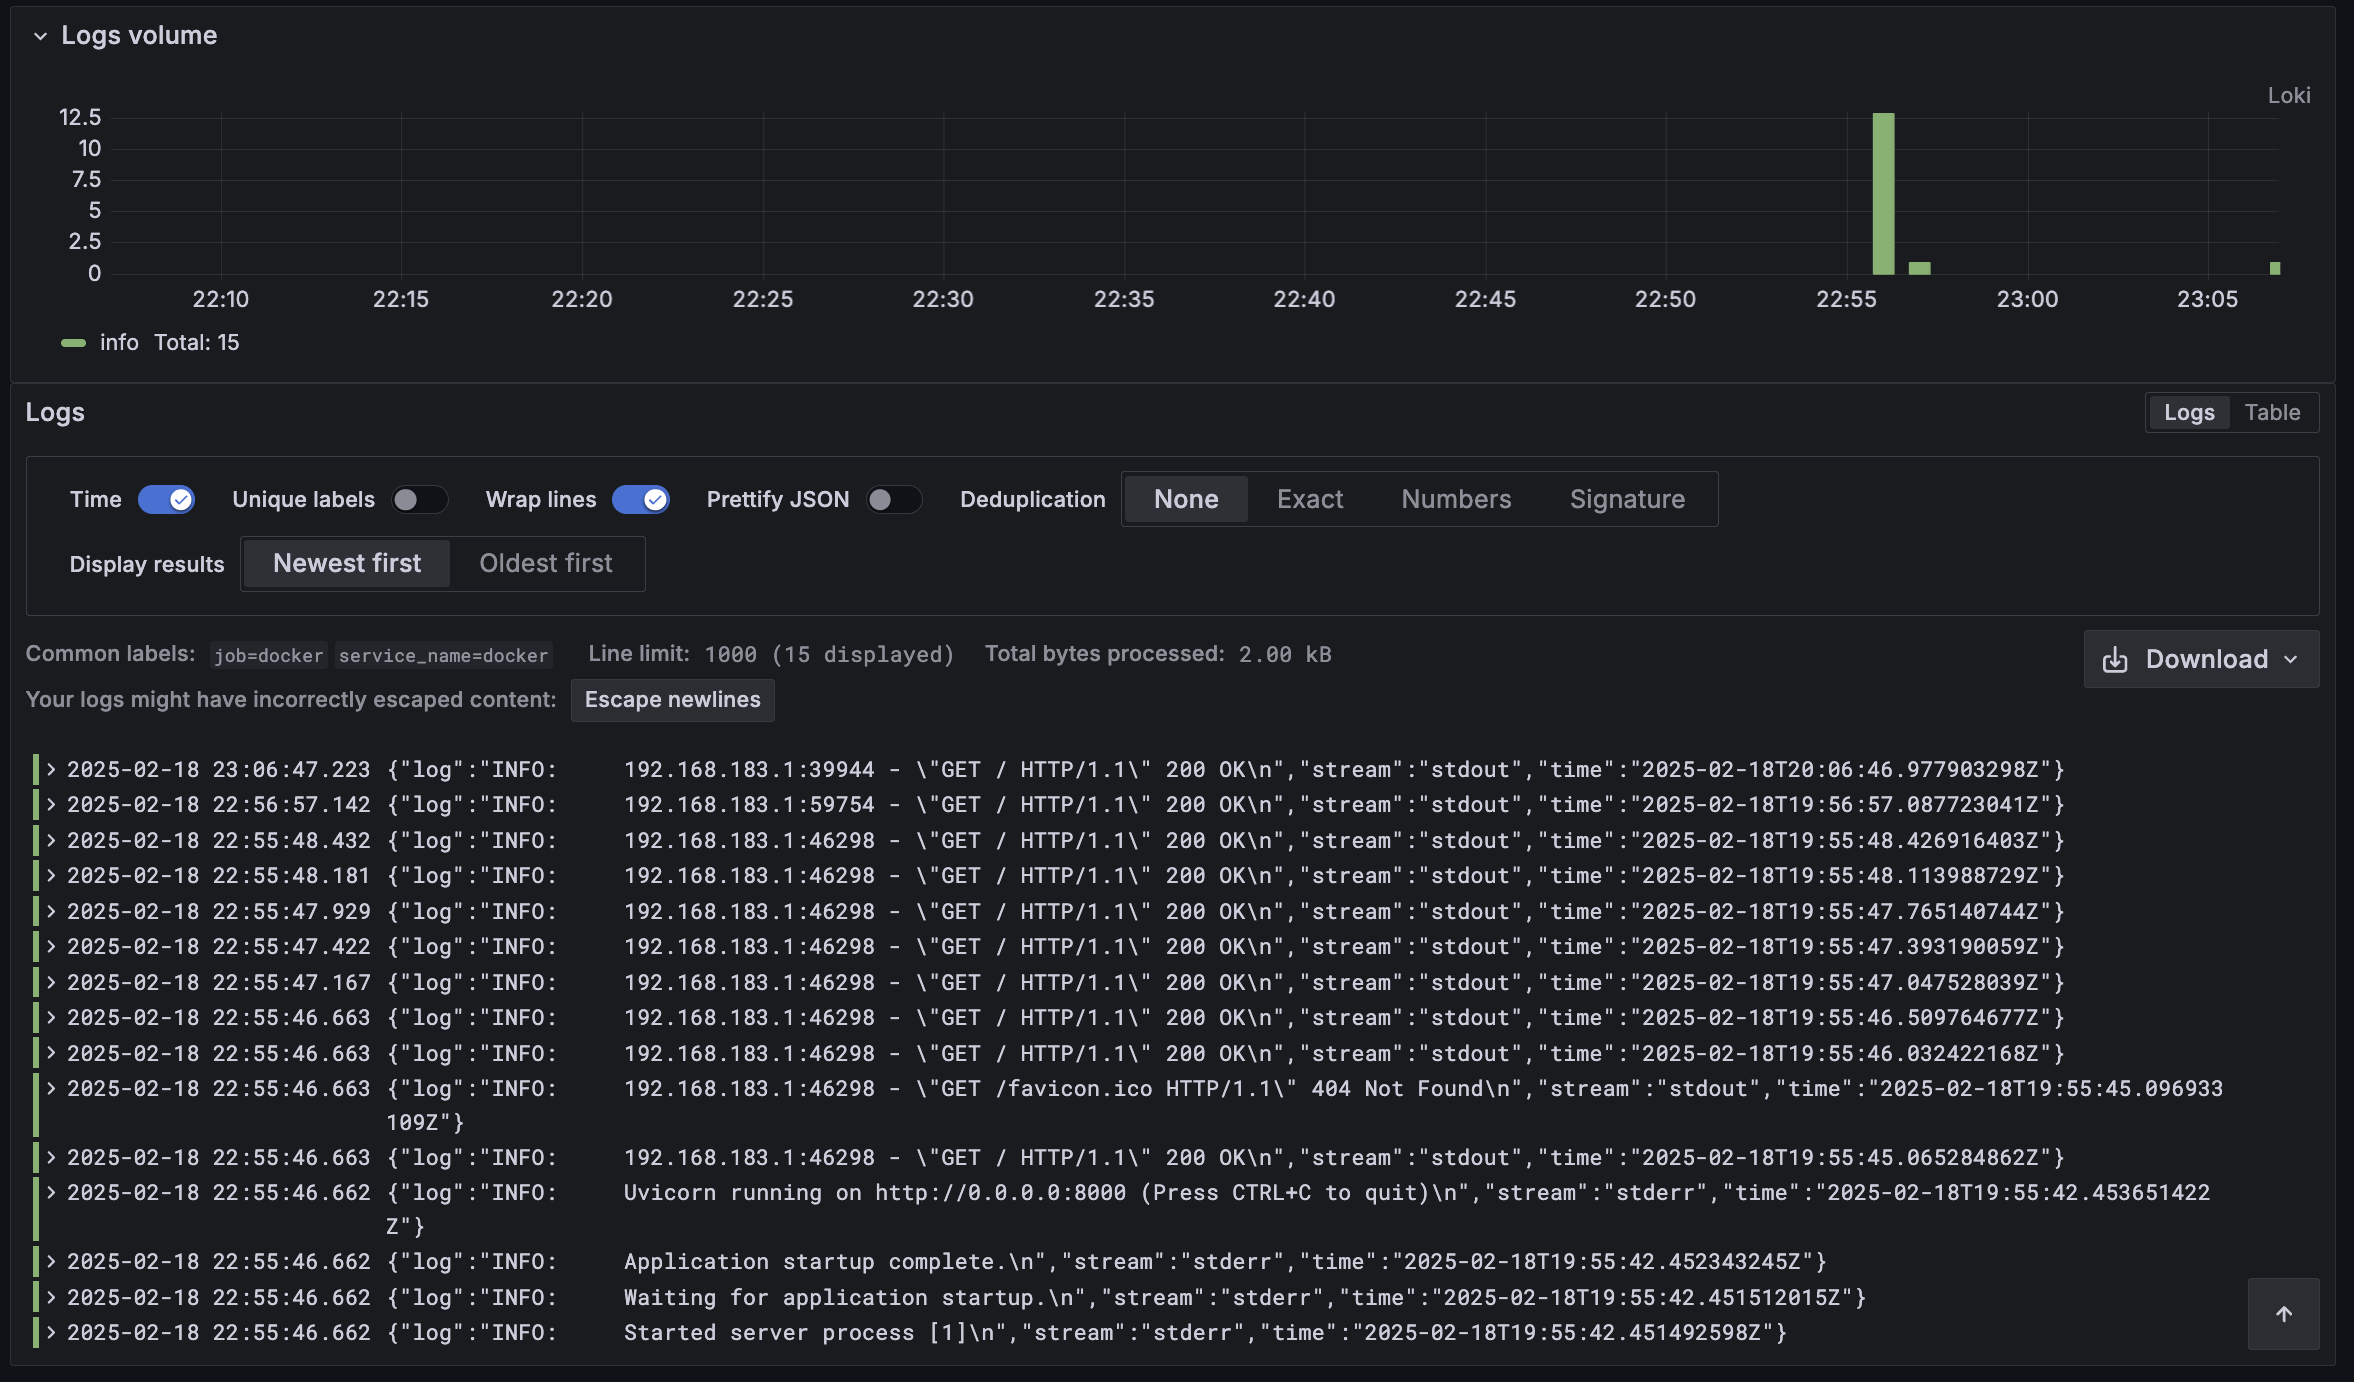 Logs volume
Loki
12.5
10
7.5
5
2.5
0
22:10 22:15 22:20 22:25 22:30 22:35 22:40 22:45 22:50 22:55 23:00 23:05
info Total: 15
Logs
Logs Table
Time Unique labels Wrap lines Prettify JSON Deduplication None Exact Numbers Signature
Display results Newest first Oldest first
Common labels: job=docker service_name=docker Line limit: 1000 (15 displayed) Total bytes processed: 2.00 kB
Download
Your logs might have incorrectly escaped content: Escape newlines
2025-02-18 23:06:47.223 {"log":"INFO:     192.168.183.1:39944 - \"GET / HTTP/1.1\" 200 OK\n","stream":"stdout","time":"2025-02-18T20:06:46.977903298Z"}
2025-02-18 22:56:57.142 {"log":"INFO:     192.168.183.1:59754 - \"GET / HTTP/1.1\" 200 OK\n","stream":"stdout","time":"2025-02-18T19:56:57.087723041Z"}
2025-02-18 22:55:48.432 {"log":"INFO:     192.168.183.1:46298 - \"GET / HTTP/1.1\" 200 OK\n","stream":"stdout","time":"2025-02-18T19:55:48.426916403Z"}
2025-02-18 22:55:48.181 {"log":"INFO:     192.168.183.1:46298 - \"GET / HTTP/1.1\" 200 OK\n","stream":"stdout","time":"2025-02-18T19:55:48.113988729Z"}
2025-02-18 22:55:47.929 {"log":"INFO:     192.168.183.1:46298 - \"GET / HTTP/1.1\" 200 OK\n","stream":"stdout","time":"2025-02-18T19:55:47.765140744Z"}
2025-02-18 22:55:47.422 {"log":"INFO:     192.168.183.1:46298 - \"GET / HTTP/1.1\" 200 OK\n","stream":"stdout","time":"2025-02-18T19:55:47.393190059Z"}
2025-02-18 22:55:47.167 {"log":"INFO:     192.168.183.1:46298 - \"GET / HTTP/1.1\" 200 OK\n","stream":"stdout","time":"2025-02-18T19:55:47.047528039Z"}
2025-02-18 22:55:46.663 {"log":"INFO:     192.168.183.1:46298 - \"GET / HTTP/1.1\" 200 OK\n","stream":"stdout","time":"2025-02-18T19:55:46.509764677Z"}
2025-02-18 22:55:46.663 {"log":"INFO:     192.168.183.1:46298 - \"GET / HTTP/1.1\" 200 OK\n","stream":"stdout","time":"2025-02-18T19:55:46.032422168Z"}
2025-02-18 22:55:46.663 {"log":"INFO:     192.168.183.1:46298 - \"GET /favicon.ico HTTP/1.1\" 404 Not Found\n","stream":"stdout","time":"2025-02-18T19:55:45.096933
109Z"}
2025-02-18 22:55:46.663 {"log":"INFO:     192.168.183.1:46298 - \"GET / HTTP/1.1\" 200 OK\n","stream":"stdout","time":"2025-02-18T19:55:45.065284862Z"}
2025-02-18 22:55:46.662 {"log":"INFO:     Uvicorn running on http://0.0.0.0:8000 (Press CTRL+C to quit)\n","stream":"stderr","time":"2025-02-18T19:55:42.453651422
Z"}
2025-02-18 22:55:46.662 {"log":"INFO:     Application startup complete.\n","stream":"stderr","time":"2025-02-18T19:55:42.452343245Z"}
2025-02-18 22:55:46.662 {"log":"INFO:     Waiting for application startup.\n","stream":"stderr","time":"2025-02-18T19:55:42.451512015Z"}
2025-02-18 22:55:46.662 {"log":"INFO:     Started server process [1]\n","stream":"stderr","time":"2025-02-18T19:55:42.451492598Z"}